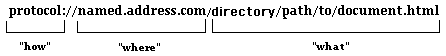 protocol://named.address.com/directory/path/to/document.html
"how" "where" "what"